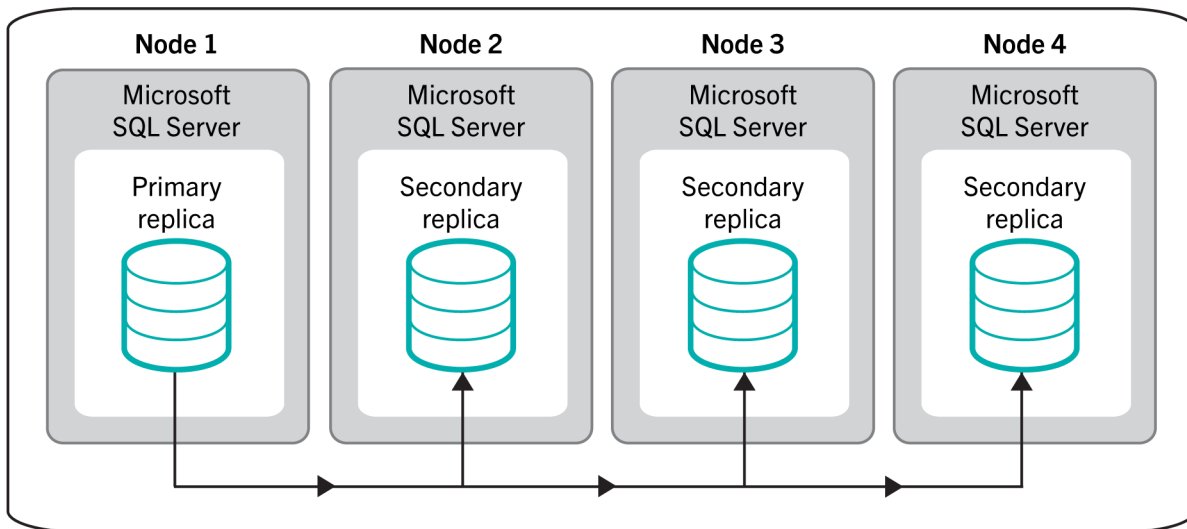 Node 1
Microsoft
SQL Server
Primary
replica
Node 2
Microsoft
SQL Server
Secondary
replica
Node 3
Microsoft
SQL Server
Secondary
replica
Node 4
Microsoft
SQL Server
Secondary
replica